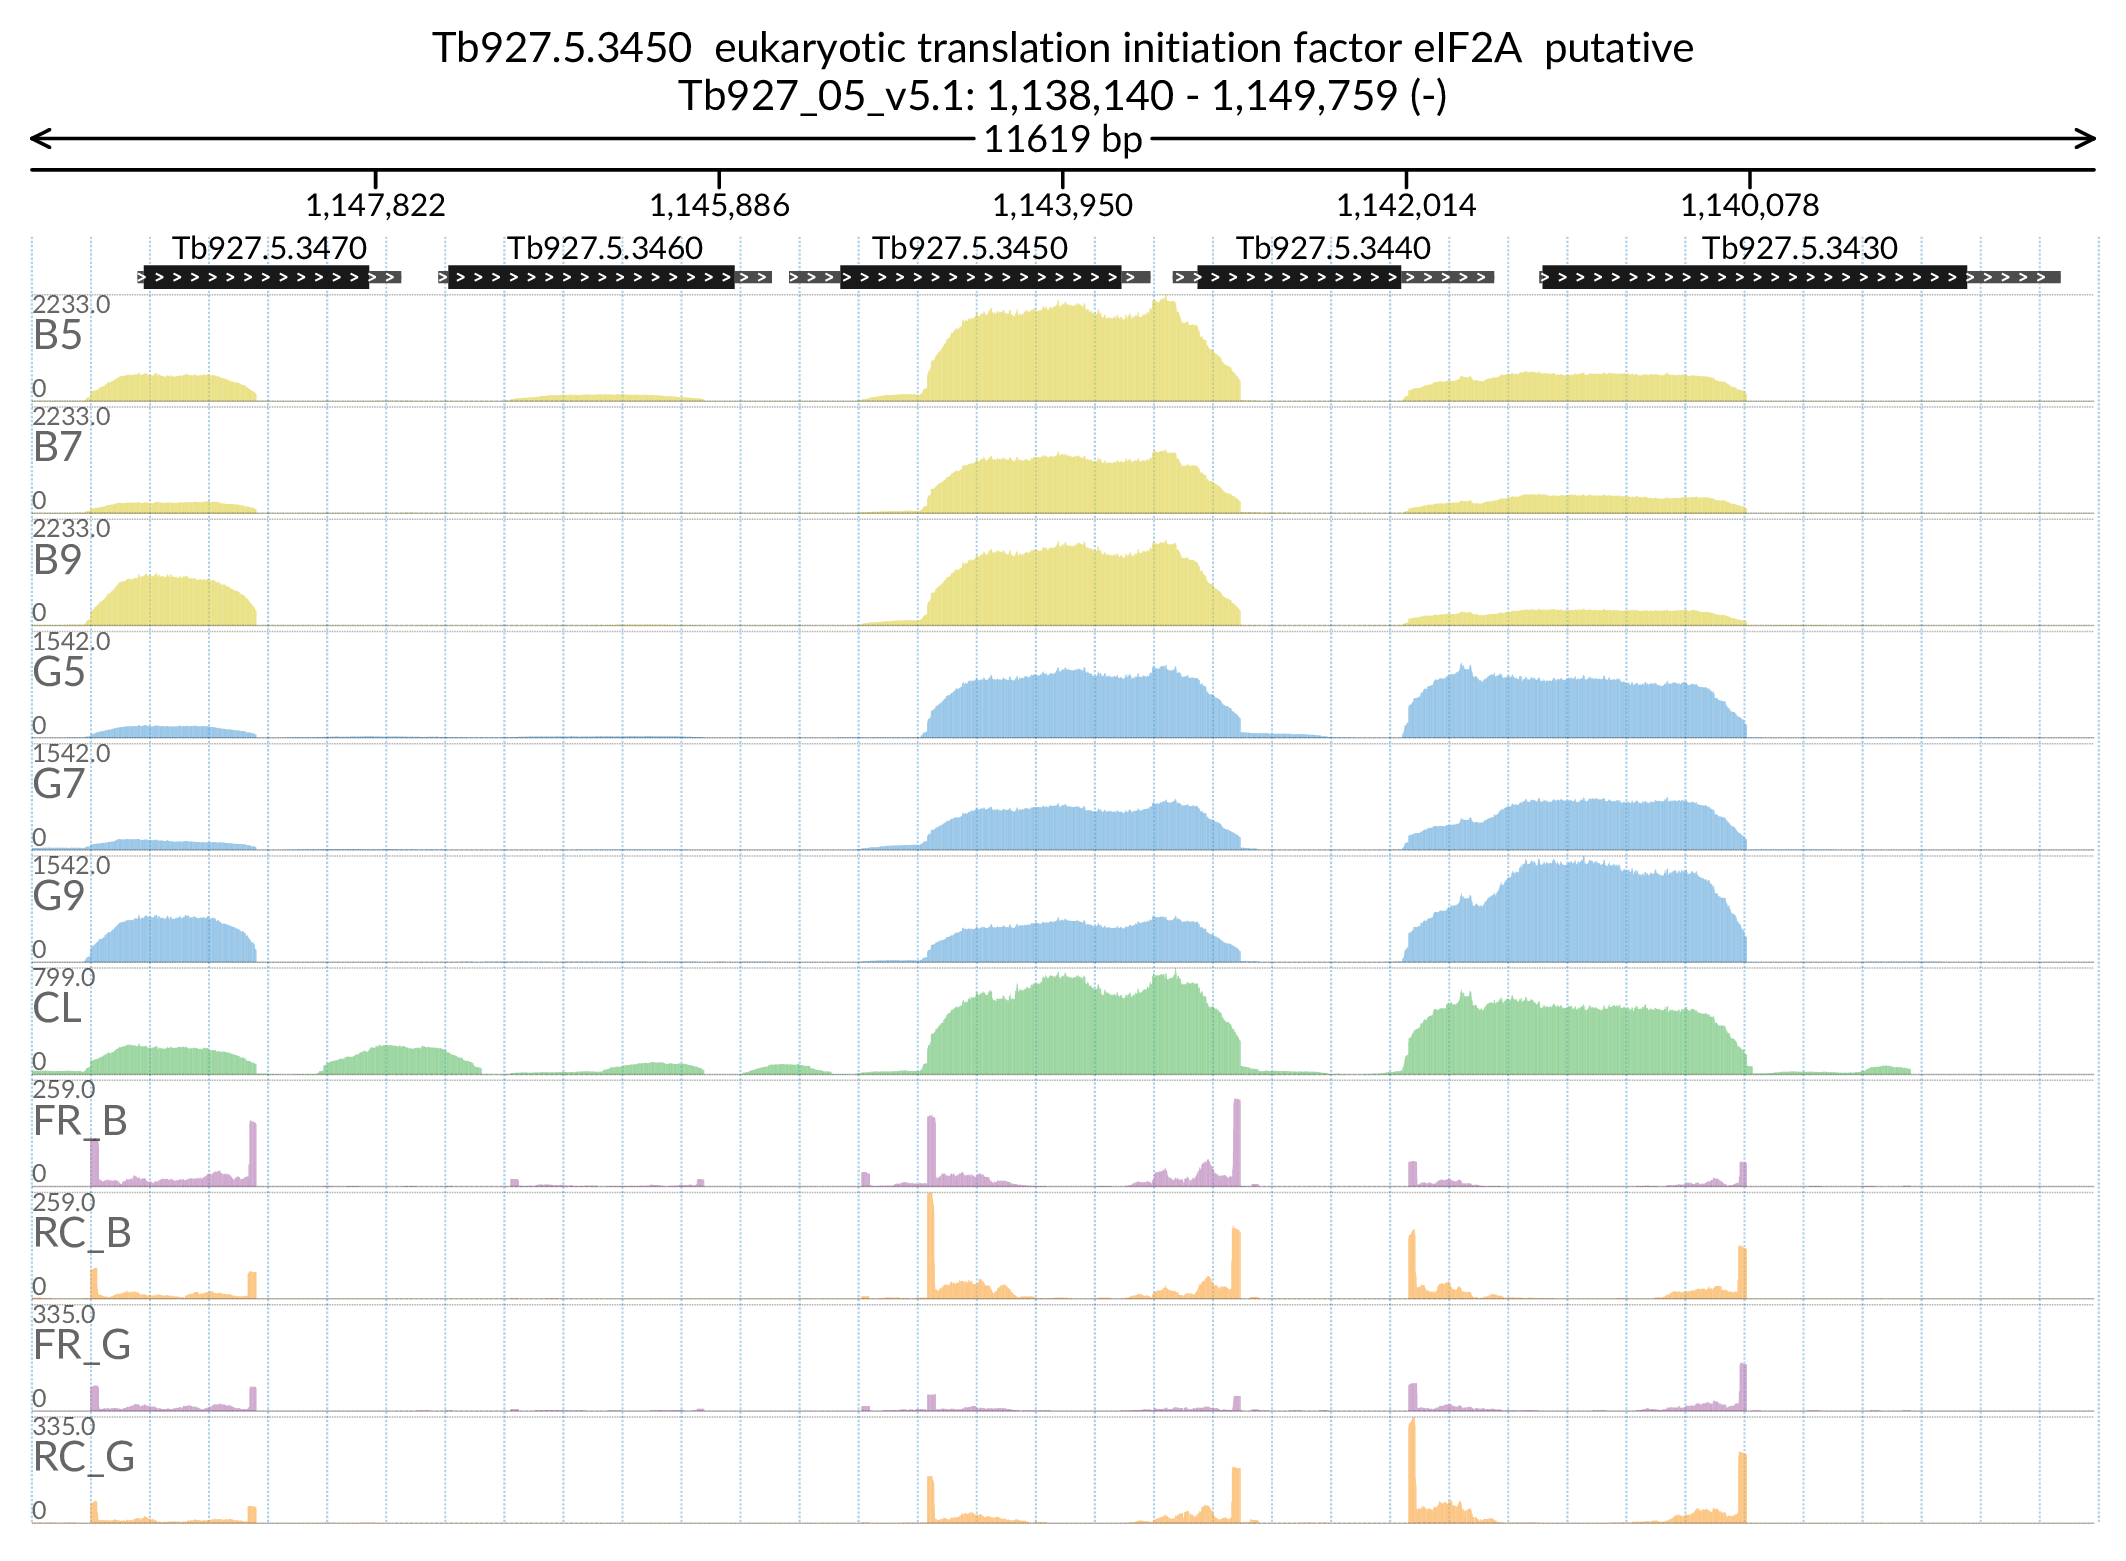 Tb927.5.3450 eukaryotic translation initiation factor eIF2A putative
Tb927_05_v5.1: 1,138,140 - 1,149,759 (-)
11619 bp
1,147,822 1,145,886 1,143,950 1,142,014 1,140,078
Tb927.5.3470 Tb927.5.3460 Tb927.5.3450 Tb927.5.3440 Tb927.5.3430
2233.0
B5
0
2233.0
B7
0
2233.0
B9
0
1542.0
G5
0
1542.0
G7
0
1542.0
G9
0
799.0
CL
0
259.0
FR_B
0
259.0
RC_B
0
335.0
FR_G
0
335.0
RC_G
0